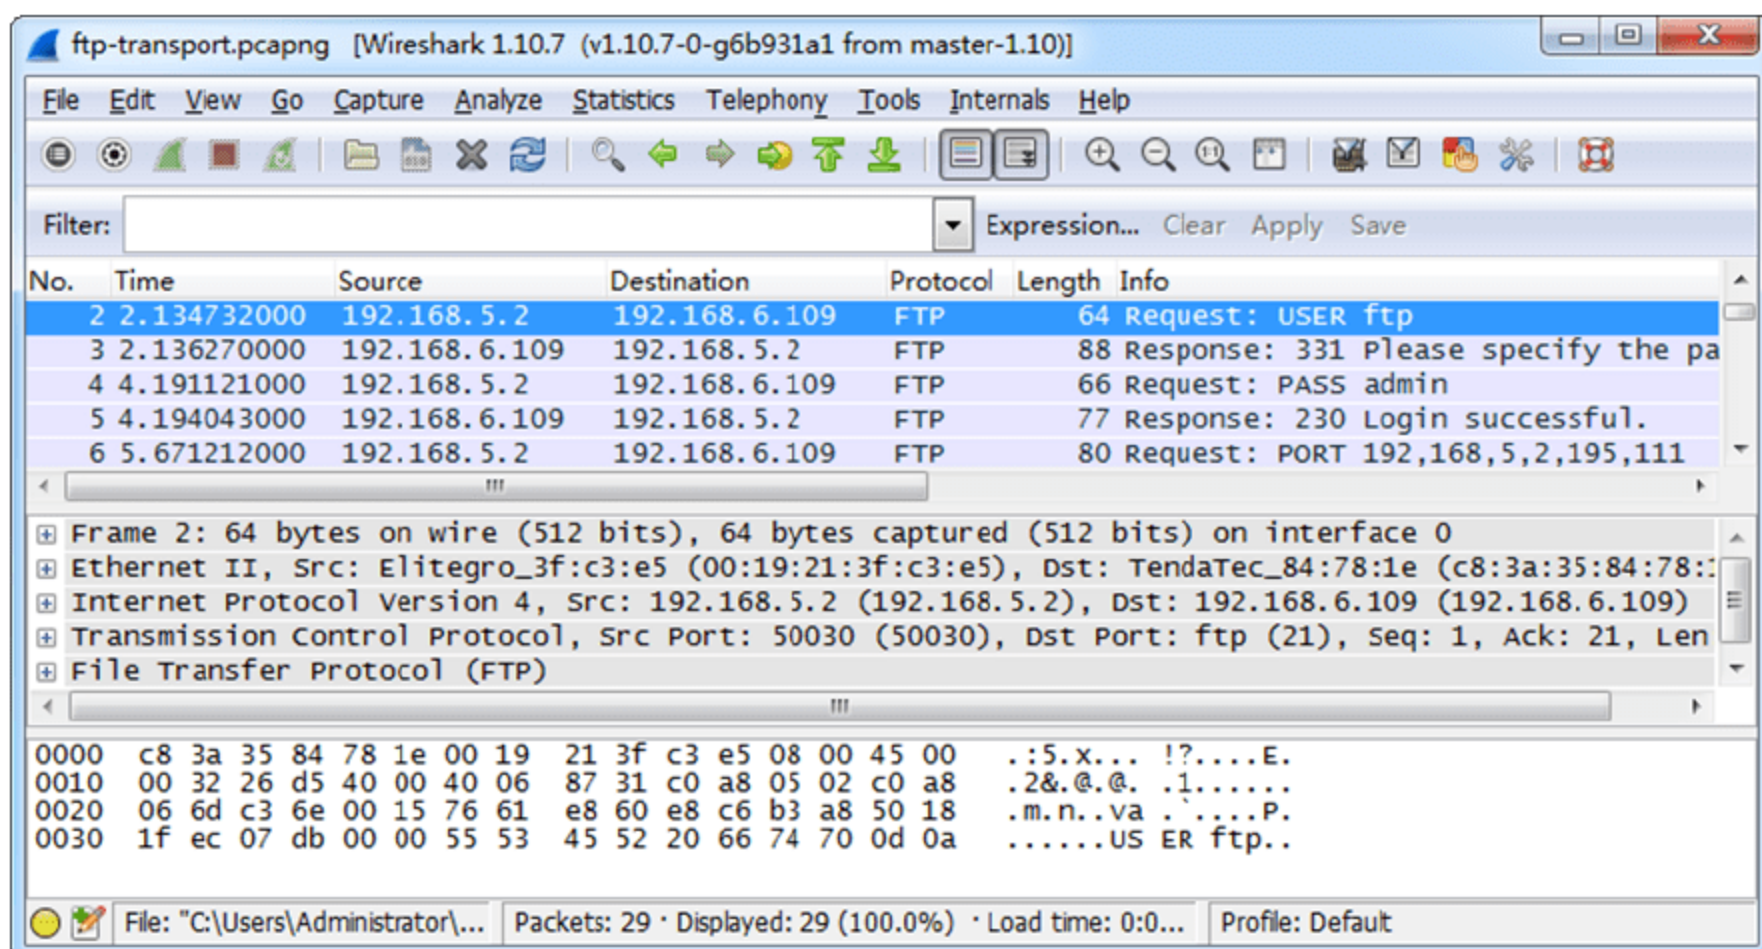 ftp-transport.pcapng [Wireshark 1.10.7 (v1.10.7-0-g6b931a1 from master-1.10)]
File Edit View Go Capture Analyze Statistics Telephony Tools Internals Help
Filter: Expression... Clear Apply Save
No. Time Source Destination Protocol Length Info
2 2.134732000 192.168.5.2 192.168.6.109 FTP 64 Request: USER ftp
3 2.136270000 192.168.6.109 192.168.5.2 FTP 88 Response: 331 Please specify the pa
4 4.191121000 192.168.5.2 192.168.6.109 FTP 66 Request: PASS admin
5 4.194043000 192.168.6.109 192.168.5.2 FTP 77 Response: 230 Login successful.
6 5.671212000 192.168.5.2 192.168.6.109 FTP 80 Request: PORT 192,168,5,2,195,111
Frame 2: 64 bytes on wire (512 bits), 64 bytes captured (512 bits) on interface 0
Ethernet II, Src: Elitegro_3f:c3:e5 (00:19:21:3f:c3:e5), Dst: TendaTec_84:78:1e (c8:3a:35:84:78:1
Internet Protocol Version 4, Src: 192.168.5.2 (192.168.5.2), Dst: 192.168.6.109 (192.168.6.109)
Transmission Control Protocol, Src Port: 50030 (50030), Dst Port: ftp (21), Seq: 1, Ack: 21, Len
File Transfer Protocol (FTP)
0000 c8 3a 35 84 78 1e 00 19 21 3f c3 e5 08 00 45 00 .:5.x... !?....E.
0010 00 32 26 d5 40 00 40 06 87 31 c0 a8 05 02 c0 a8 .2&.@.@. .1......
0020 06 6d c3 6e 00 15 76 61 e8 60 e8 c6 b3 a8 50 18 .m.n..va .`....P.
0030 1f ec 07 db 00 00 55 53 45 52 20 66 74 70 0d 0a ......US ER ftp..
File: "C:\Users\Administrator\... Packets: 29 · Displayed: 29 (100.0%) · Load time: 0:0... Profile: Default